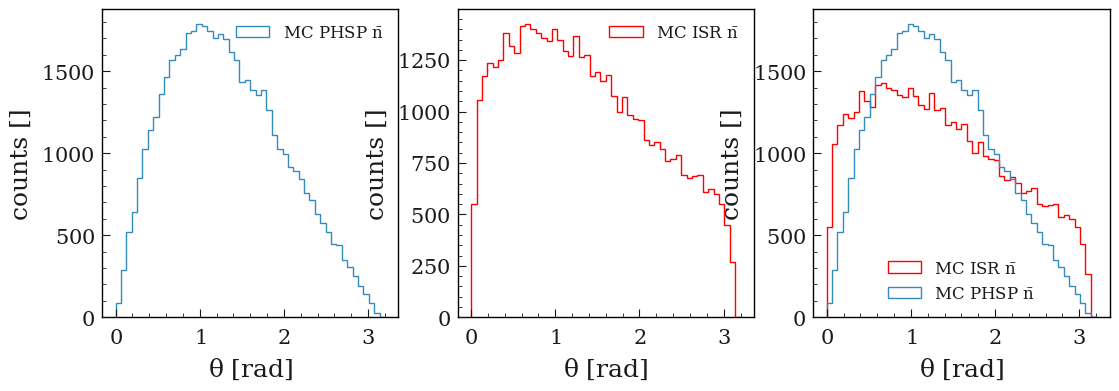 counts []
1500
1000
500
0
MC PHSP n̄
0 1 2 3
θ [rad]
counts []
1250
1000
750
500
250
0
MC ISR n̄
0 1 2 3
θ [rad]
counts []
1500
1000
500
0
MC ISR n̄
MC PHSP n̄
0 1 2 3
θ [rad]